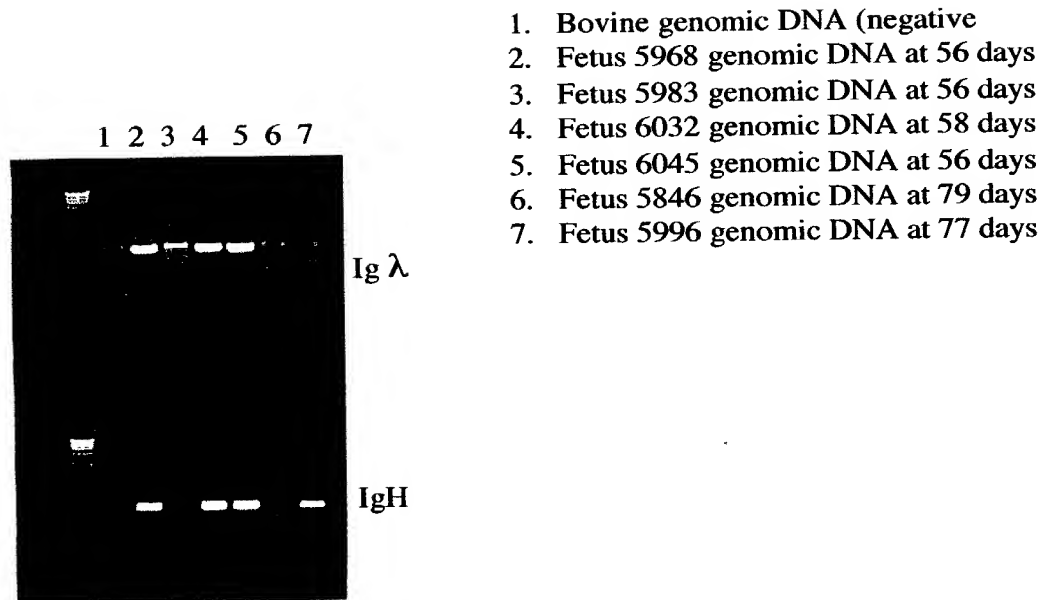 1. Bovine genomic DNA (negative
2. Fetus 5968 genomic DNA at 56 days
3. Fetus 5983 genomic DNA at 56 days
4. Fetus 6032 genomic DNA at 58 days
5. Fetus 6045 genomic DNA at 56 days
6. Fetus 5846 genomic DNA at 79 days
7. Fetus 5996 genomic DNA at 77 days
1 2 3 4 5 6 7
Ig λ
IgH